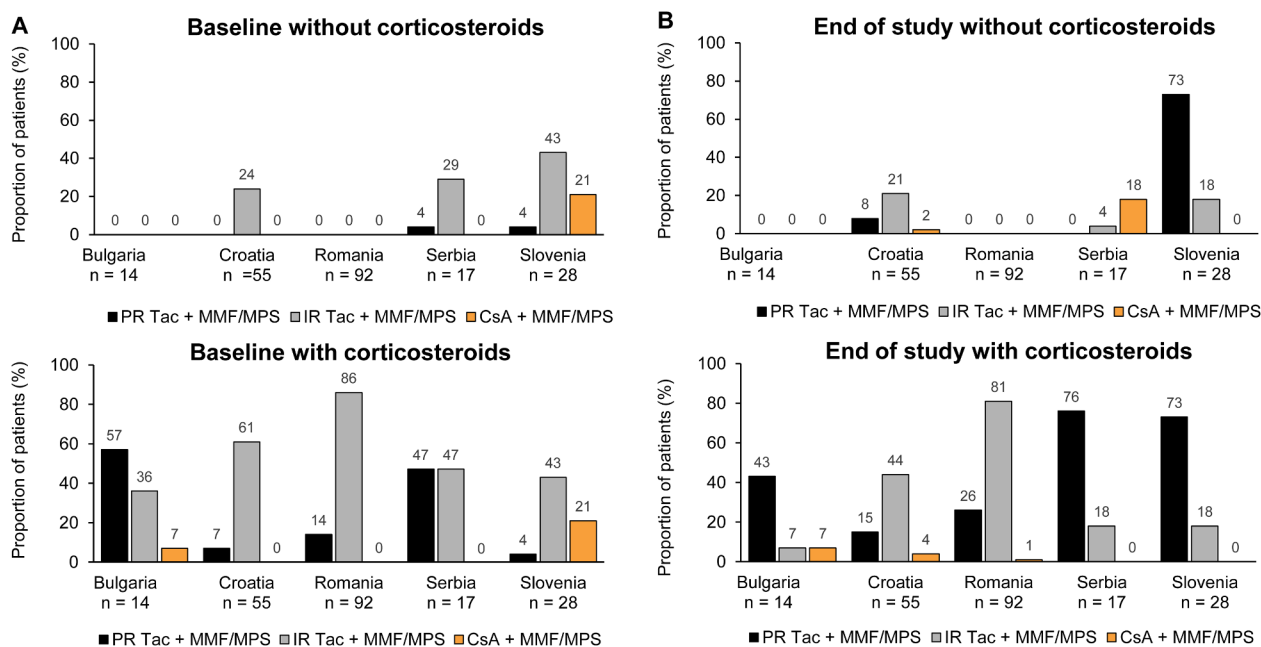 A
Baseline without corticosteroids
Proportion of patients (%)
100
80
60
40
20
0
0 0 0 0 24 0 0 0 0 4 29 0 4 43 21
Bulgaria Croatia Romania Serbia Slovenia
n = 14 n =55 n = 92 n = 17 n = 28
PR Tac + MMF/MPS IR Tac + MMF/MPS CsA + MMF/MPS
Baseline with corticosteroids
Proportion of patients (%)
100
80
60
40
20
0
57 36 7 7 61 0 14 86 0 47 47 0 4 43 21
Bulgaria Croatia Romania Serbia Slovenia
n = 14 n = 55 n = 92 n = 17 n = 28
PR Tac + MMF/MPS IR Tac + MMF/MPS CsA + MMF/MPS
B
End of study without corticosteroids
Proportion of patients (%)
100
80
60
40
20
0
0 0 0 8 21 2 0 0 0 0 4 18 73 18 0
Bulgaria Croatia Romania Serbia Slovenia
n = 14 n = 55 n = 92 n = 17 n = 28
PR Tac + MMF/MPS IR Tac + MMF/MPS CsA + MMF/MPS
End of study with corticosteroids
Proportion of patients (%)
100
80
60
40
20
0
43 7 7 15 44 4 26 81 1 76 18 0 73 18 0
Bulgaria Croatia Romania Serbia Slovenia
n = 14 n = 55 n = 92 n = 17 n = 28
PR Tac + MMF/MPS IR Tac + MMF/MPS CsA + MMF/MPS